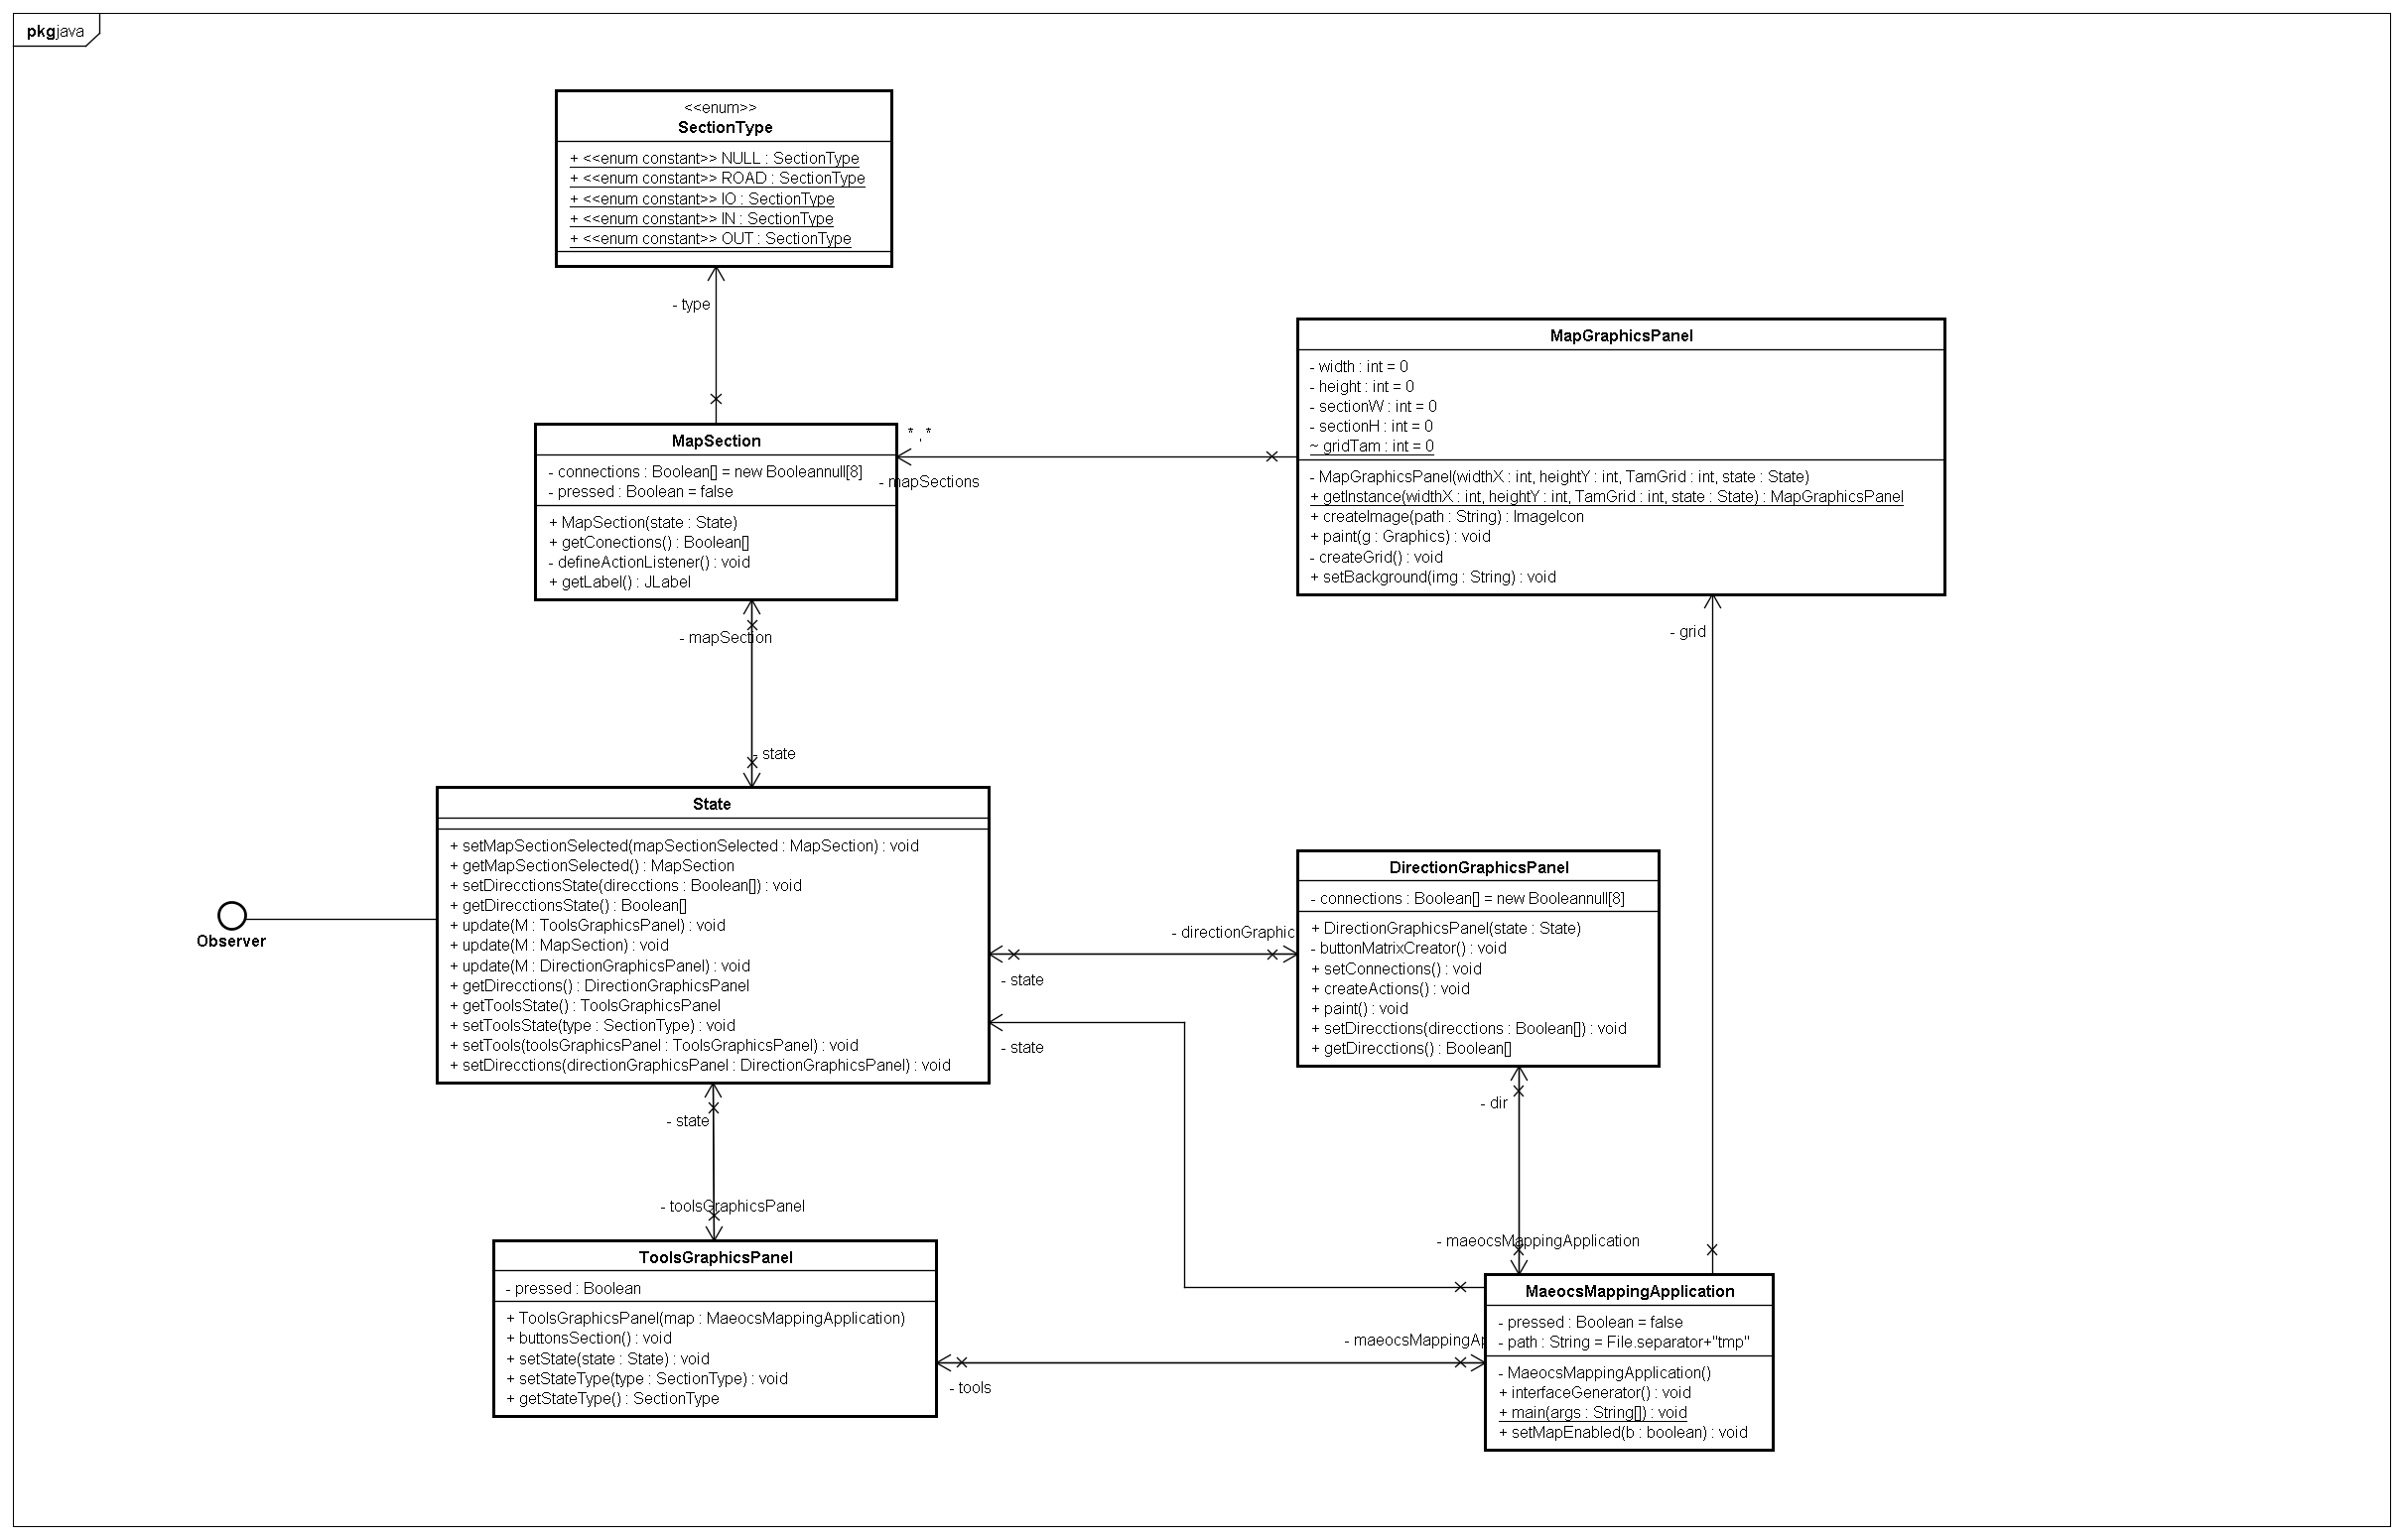 pkg java
<<enum>>
SectionType
+ <<enum constant>> NULL : SectionType
+ <<enum constant>> ROAD : SectionType
+ <<enum constant>> IO : SectionType
+ <<enum constant>> IN : SectionType
+ <<enum constant>> OUT : SectionType
- type
MapGraphicsPanel
- width : int = 0
- height : int = 0
- sectionW : int = 0
- sectionH : int = 0
~ gridTam : int = 0
- MapGraphicsPanel(widthX : int, heightY : int, TamGrid : int, state : State)
+ getInstance(widthX : int, heightY : int, TamGrid : int, state : State) : MapGraphicsPanel
+ createImage(path : String) : ImageIcon
+ paint(g : Graphics) : void
- createGrid() : void
+ setBackground(img : String) : void
* , *
- mapSections
MapSection
- connections : Boolean[] = new Booleannull[8]
- pressed : Boolean = false
+ MapSection(state : State)
+ getConections() : Boolean[]
- defineActionListener() : void
+ getLabel() : JLabel
- mapSection
- grid
- state
State
+ setMapSectionSelected(mapSectionSelected : MapSection) : void
+ getMapSectionSelected() : MapSection
+ setDirecctionsState(direcctions : Boolean[]) : void
+ getDirecctionsState() : Boolean[]
+ update(M : ToolsGraphicsPanel) : void
+ update(M : MapSection) : void
+ update(M : DirectionGraphicsPanel) : void
+ getDirecctions() : DirectionGraphicsPanel
+ getToolsState() : ToolsGraphicsPanel
+ setToolsState(type : SectionType) : void
+ setTools(toolsGraphicsPanel : ToolsGraphicsPanel) : void
+ setDirecctions(directionGraphicsPanel : DirectionGraphicsPanel) : void
Observer
- directionGraphic
- state
- state
DirectionGraphicsPanel
- connections : Boolean[] = new Booleannull[8]
+ DirectionGraphicsPanel(state : State)
- buttonMatrixCreator() : void
+ setConnections() : void
+ createActions() : void
+ paint() : void
+ setDirecctions(direcctions : Boolean[]) : void
+ getDirecctions() : Boolean[]
- dir
- state
- toolsGraphicsPanel
- maeocsMappingApplication
ToolsGraphicsPanel
- pressed : Boolean
+ ToolsGraphicsPanel(map : MaeocsMappingApplication)
+ buttonsSection() : void
+ setState(state : State) : void
+ setStateType(type : SectionType) : void
+ getStateType() : SectionType
- maeocsMappingAp
- tools
MaeocsMappingApplication
- pressed : Boolean = false
- path : String = File.separator+"tmp"
- MaeocsMappingApplication()
+ interfaceGenerator() : void
+ main(args : String[]) : void
+ setMapEnabled(b : boolean) : void